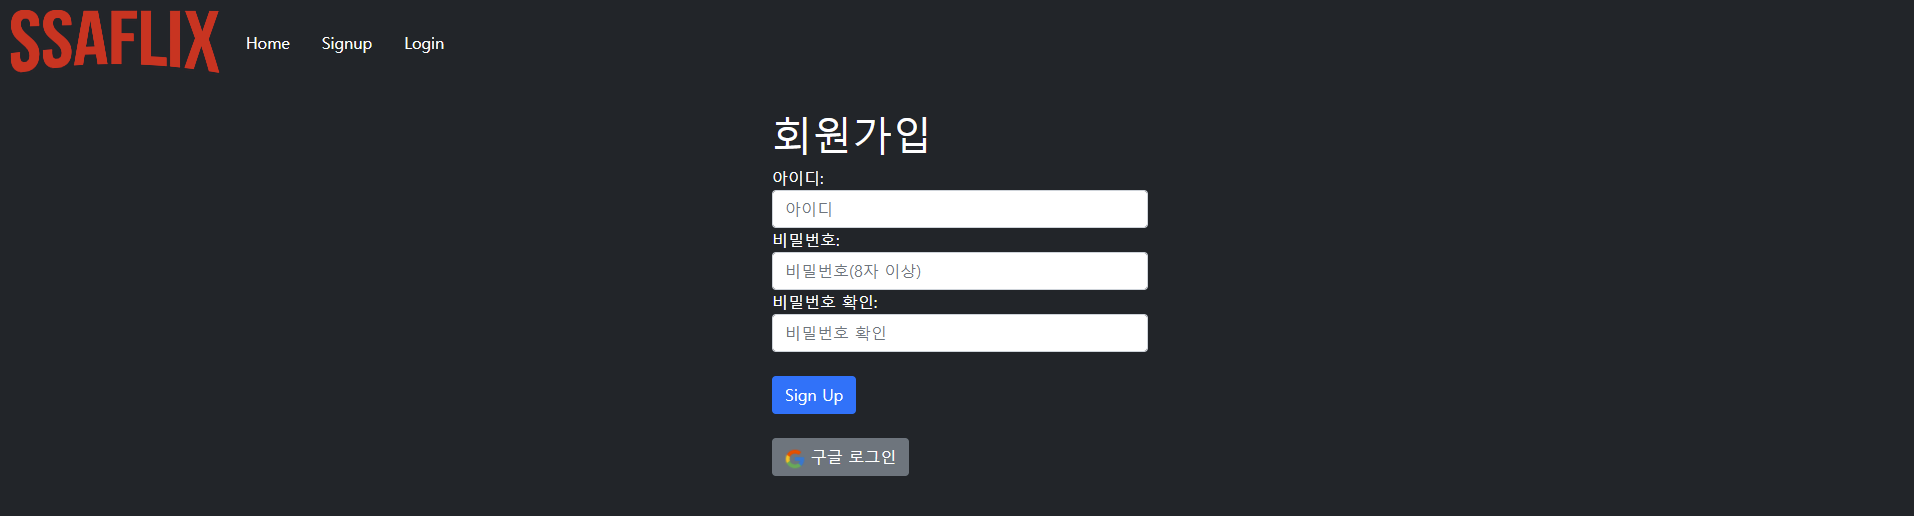 SSAFLIX Home Signup Login
회원가입
아이디:
아이디
비밀번호:
비밀번호(8자 이상)
비밀번호 확인:
비밀번호 확인
Sign Up
구글 로그인